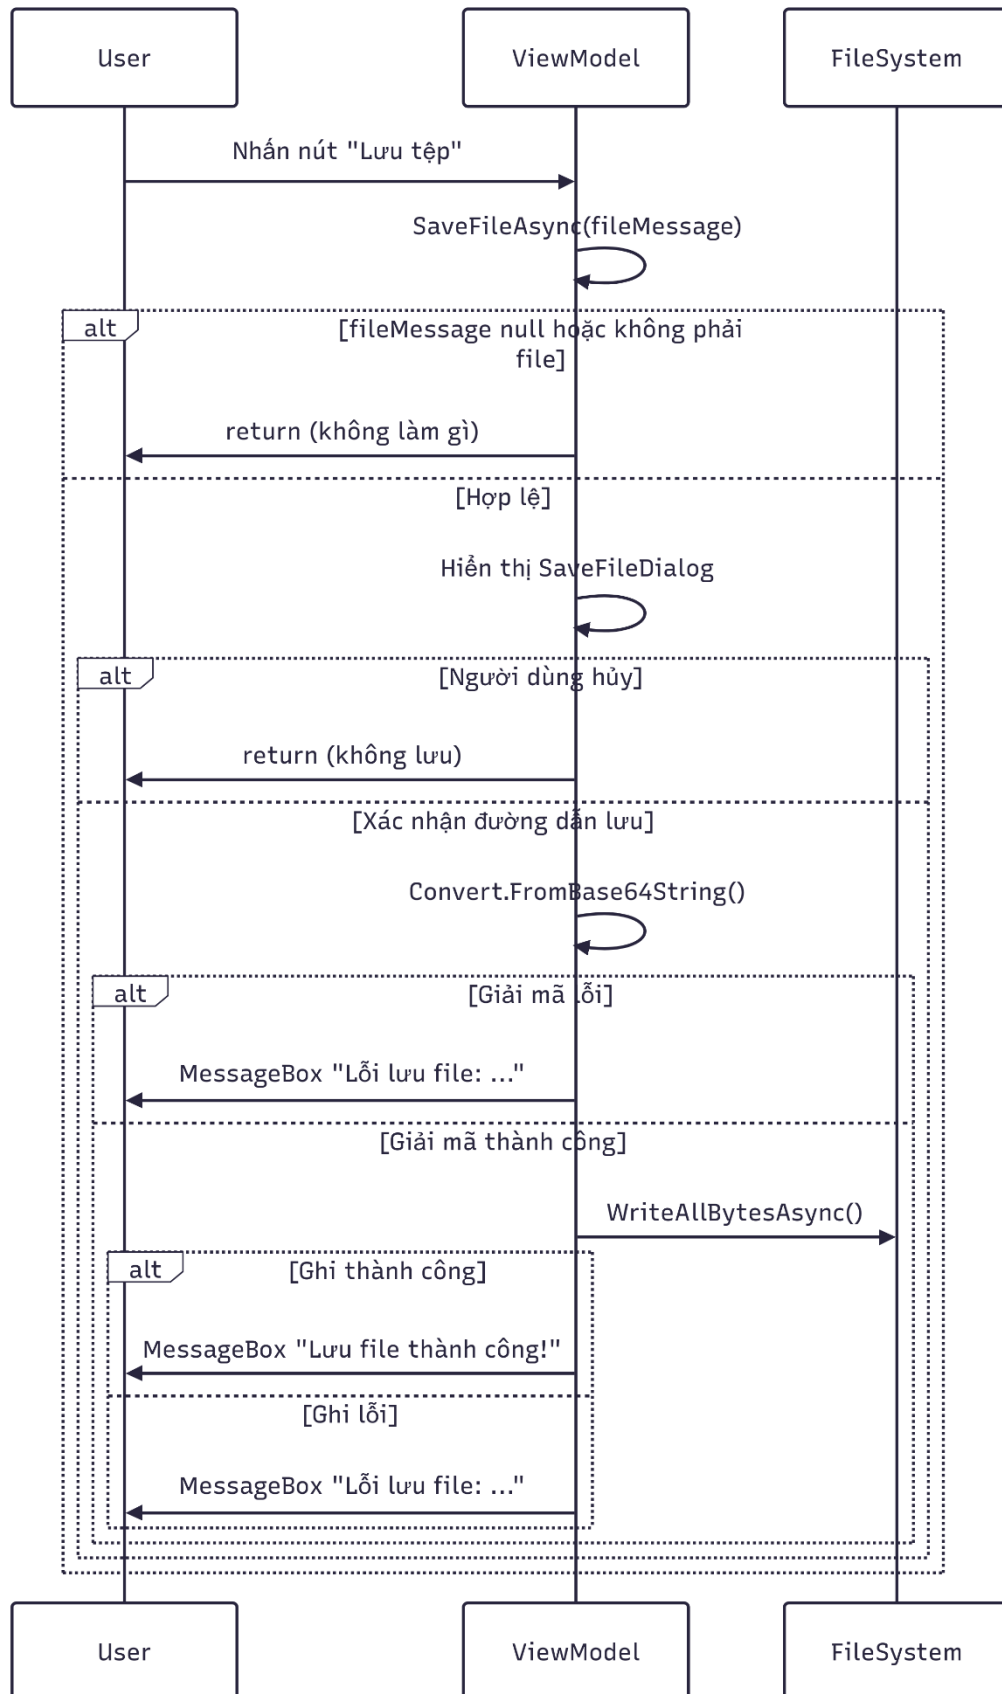 User
ViewModel
FileSystem
Nhấn nút "Lưu tệp"
SaveFileAsync(fileMessage)
alt
[fileMessage null hoặc không phải
file]
return (không làm gì)
[Hợp lệ]
Hiển thị SaveFileDialog
alt
[Người dùng hủy]
return (không lưu)
[Xác nhận đường dẫn lưu]
Convert.FromBase64String()
alt
[Giải mã lỗi]
MessageBox "Lỗi lưu file: ..."
[Giải mã thành công]
WriteAllBytesAsync()
alt
[Ghi thành công]
MessageBox "Lưu file thành công!"
[Ghi lỗi]
MessageBox "Lỗi lưu file: ..."
User
ViewModel
FileSystem